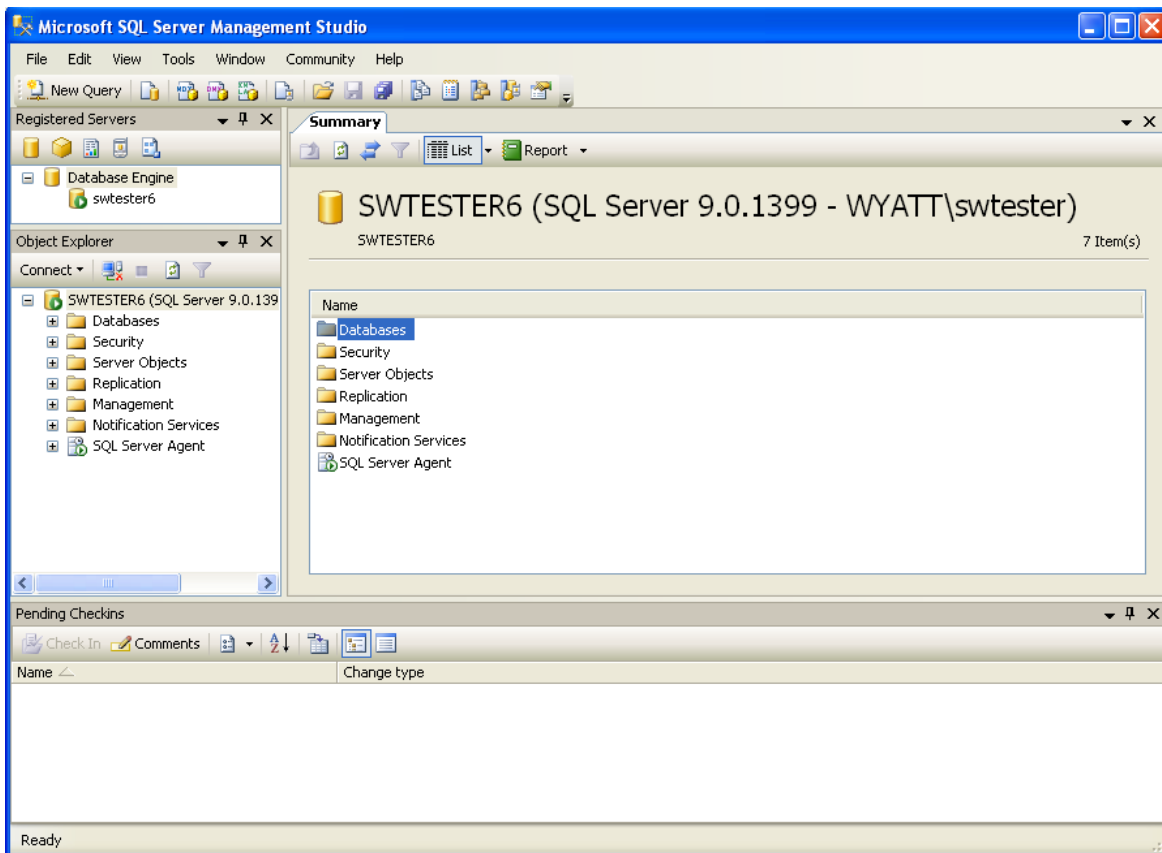 Microsoft SQL Server Management Studio
File Edit View Tools Window Community Help
New Query
Registered Servers
Database Engine
swtester6
Object Explorer
Connect
SWTESTER6 (SQL Server 9.0.139
Databases
Security
Server Objects
Replication
Management
Notification Services
SQL Server Agent
Summary
List Report
SWTESTER6 (SQL Server 9.0.1399 - WYATT\swtester)
SWTESTER6 7 Item(s)
Name
Databases
Security
Server Objects
Replication
Management
Notification Services
SQL Server Agent
Pending Checkins
Check In Comments
Name Change type
Ready